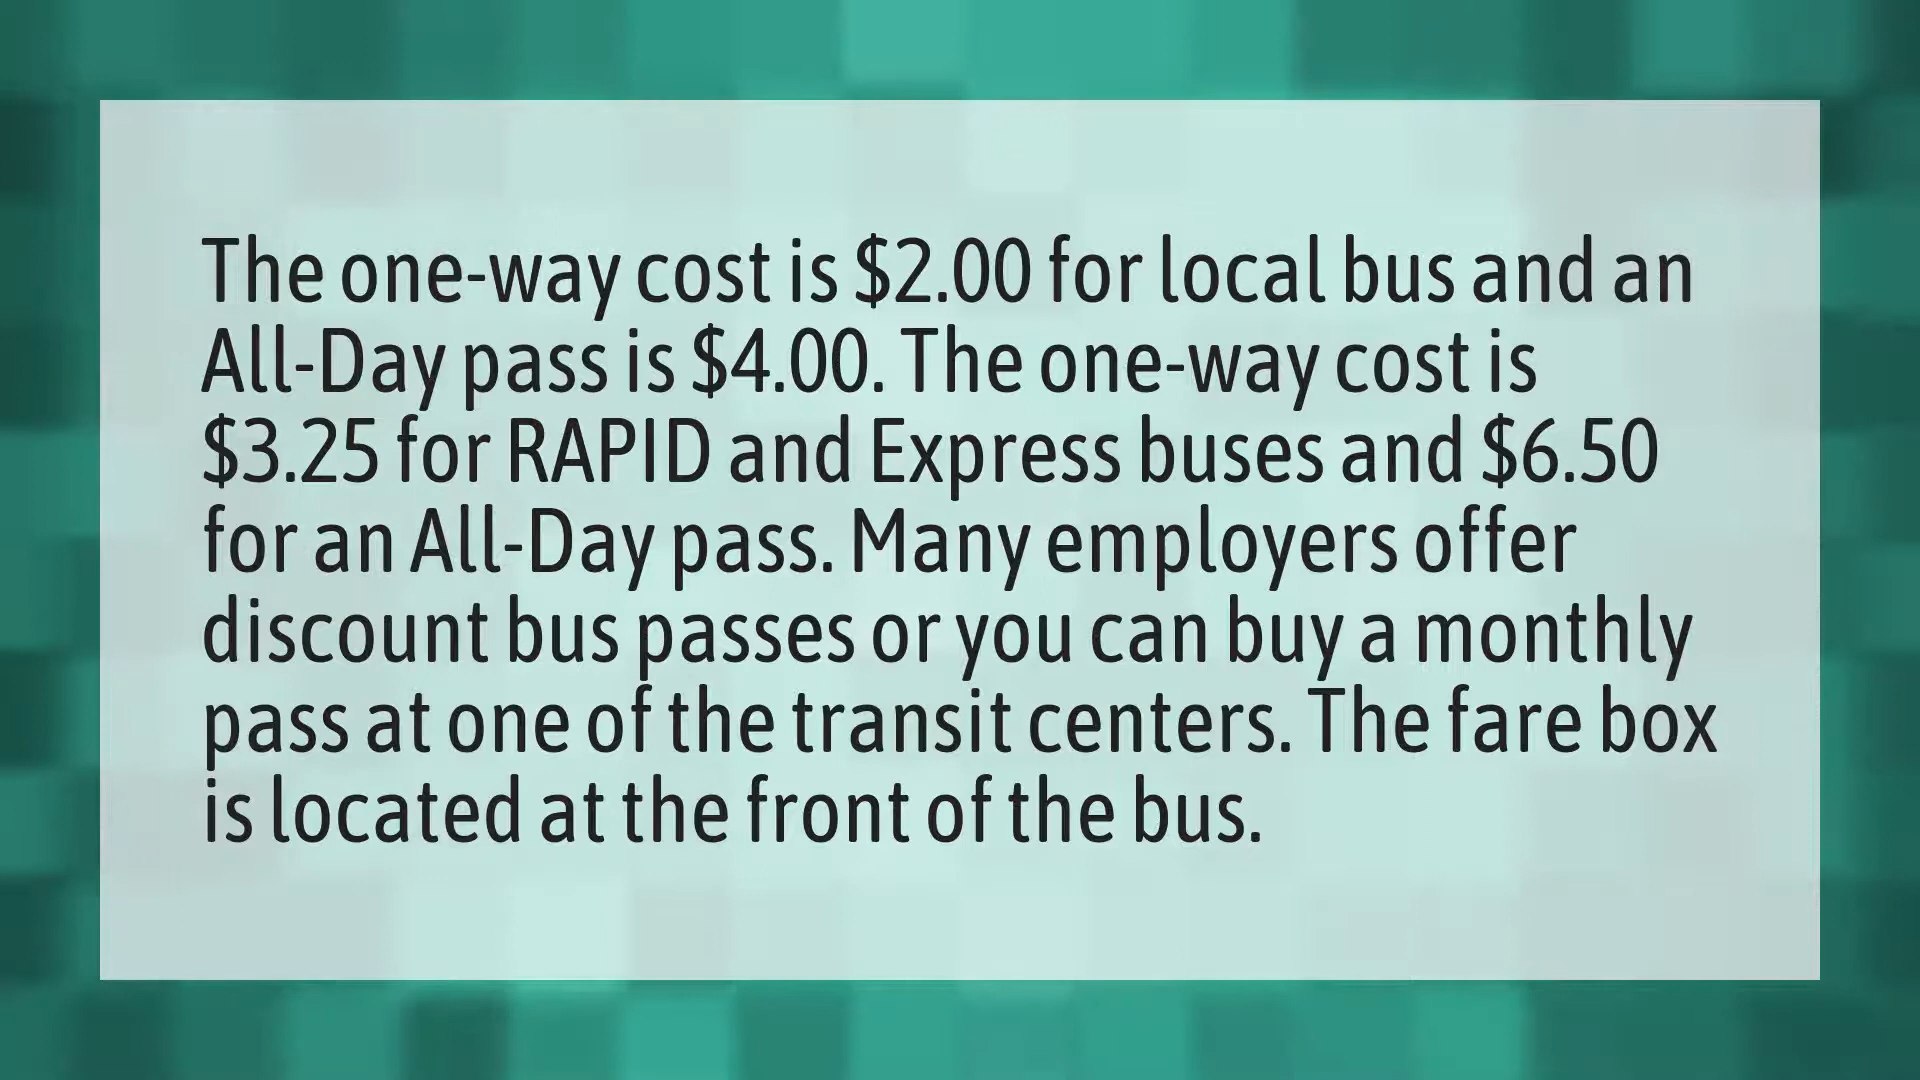 The one-way cost is $2.00 for local bus and an
All-Day pass is $4.00. The one-way cost is
$3.25 for RAPID and Express buses and $6.50
for an All-Day pass. Many employers offer
discount bus passes or you can buy a monthly
pass at one of the transit centers. The fare box
is located at the front of the bus.